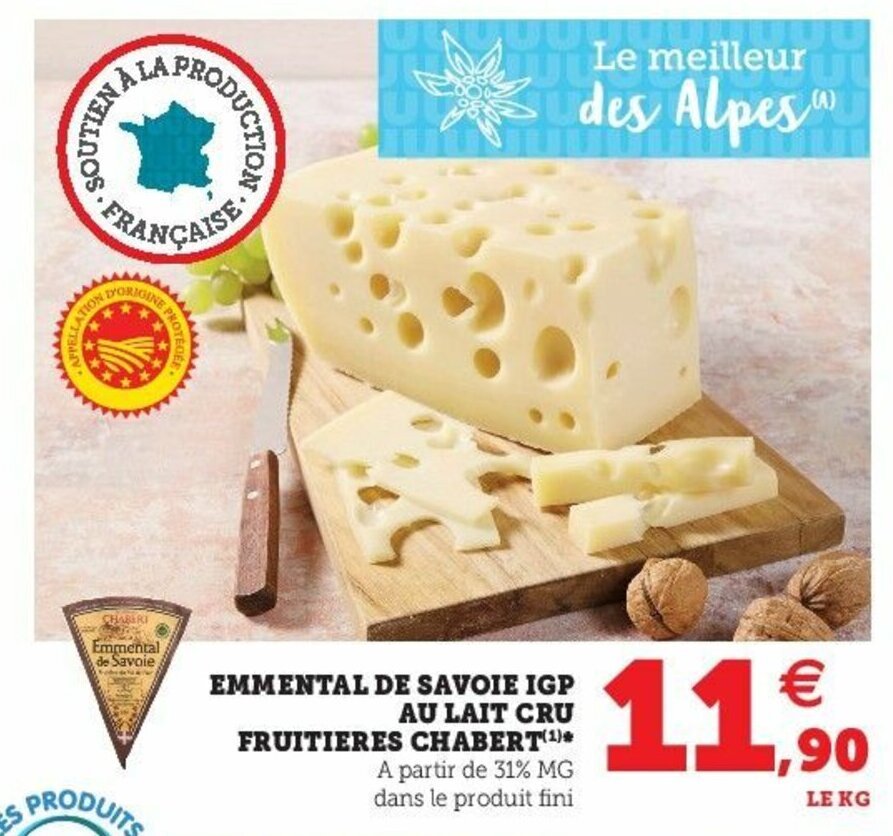 SOUTIEN À LA PRODUCTION
· FRANÇAISE ·
Le meilleur
des Alpes(A)
· APPELLATION D'ORIGINE PROTÉGÉE ·
CHABERT
Emmental
de Savoie
EMMENTAL DE SAVOIE IGP
AU LAIT CRU
FRUITIERES CHABERT(1)*
A partir de 31% MG
dans le produit fini
11€,90
LE KG
ES PRODUITS